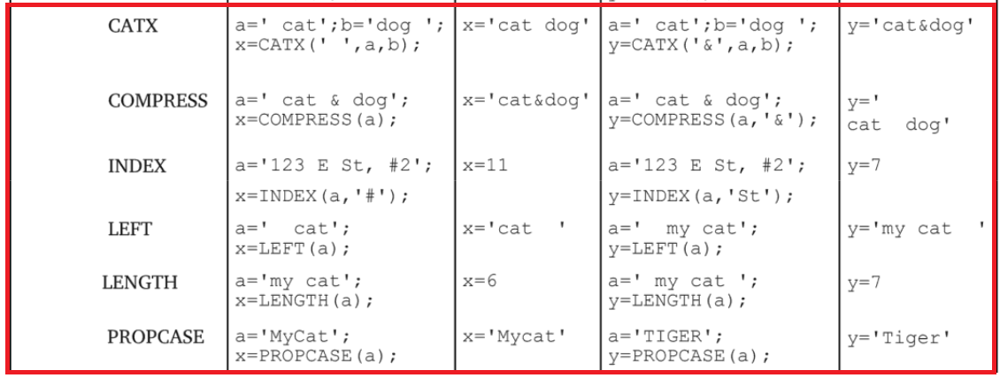 CATX a=' cat';b='dog '; x='cat dog' a=' cat';b='dog '; y='cat&dog'
x=CATX(' ',a,b); y=CATX('&',a,b);
COMPRESS a=' cat & dog'; x='cat&dog' a=' cat & dog'; y='
x=COMPRESS(a); y=COMPRESS(a,'&'); cat  dog'
INDEX a='123 E St, #2'; x=11 a='123 E St, #2'; y=7
x=INDEX(a,'#'); y=INDEX(a,'St');
LEFT a='  cat'; x='cat  ' a='  my cat'; y='my cat  '
x=LEFT(a); y=LEFT(a);
LENGTH a='my cat'; x=6 a=' my cat '; y=7
x=LENGTH(a); y=LENGTH(a);
PROPCASE a='MyCat'; x='Mycat' a='TIGER'; y='Tiger'
x=PROPCASE(a); y=PROPCASE(a);